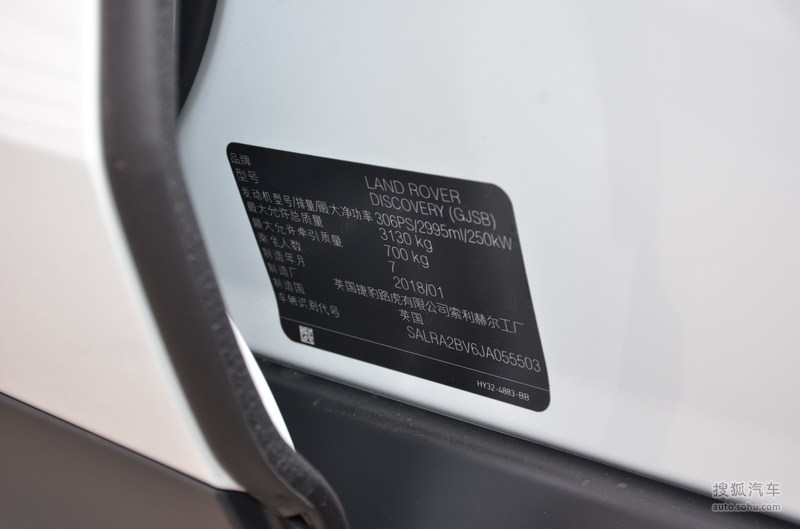 品牌 LAND ROVER
型号 DISCOVERY (GJSB)
发动机型号/排量/最大净功率 306PS/2995ml/250kW
最大允许总质量 3130 kg
最大允许牵引质量 700 kg
乘坐人数 7
制造年月 2018/01
制造厂 英国捷豹路虎有限公司索利赫尔工厂
制造国 英国
车辆识别代号 SALRA2BV6JA055503
HY32-4883-BB
搜狐汽车
auto.sohu.com